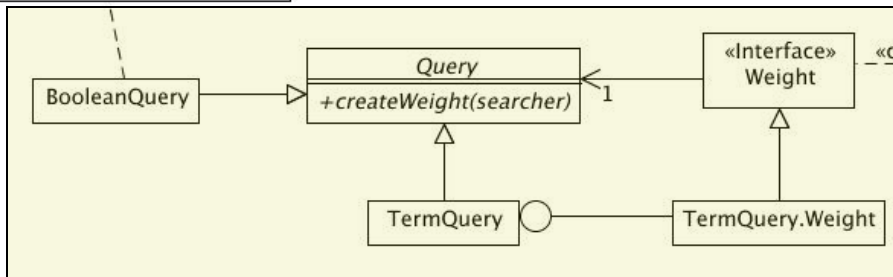 Query
+createWeight(searcher)
«Interface»
Weight
BooleanQuery
1
TermQuery
TermQuery.Weight